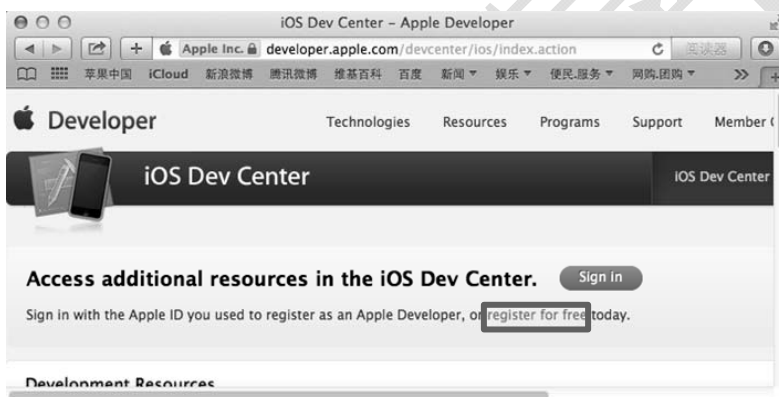 iOS Dev Center – Apple Developer
Apple Inc. developer.apple.com/devcenter/ios/index.action 阅读器
苹果中国 iCloud 新浪微博 腾讯微博 维基百科 百度 新闻 娱乐 便民.服务 网购.团购
Developer Technologies Resources Programs Support Member
iOS Dev Center iOS Dev Center
Access additional resources in the iOS Dev Center. Sign in
Sign in with the Apple ID you used to register as an Apple Developer, or register for free today.
Development Resources